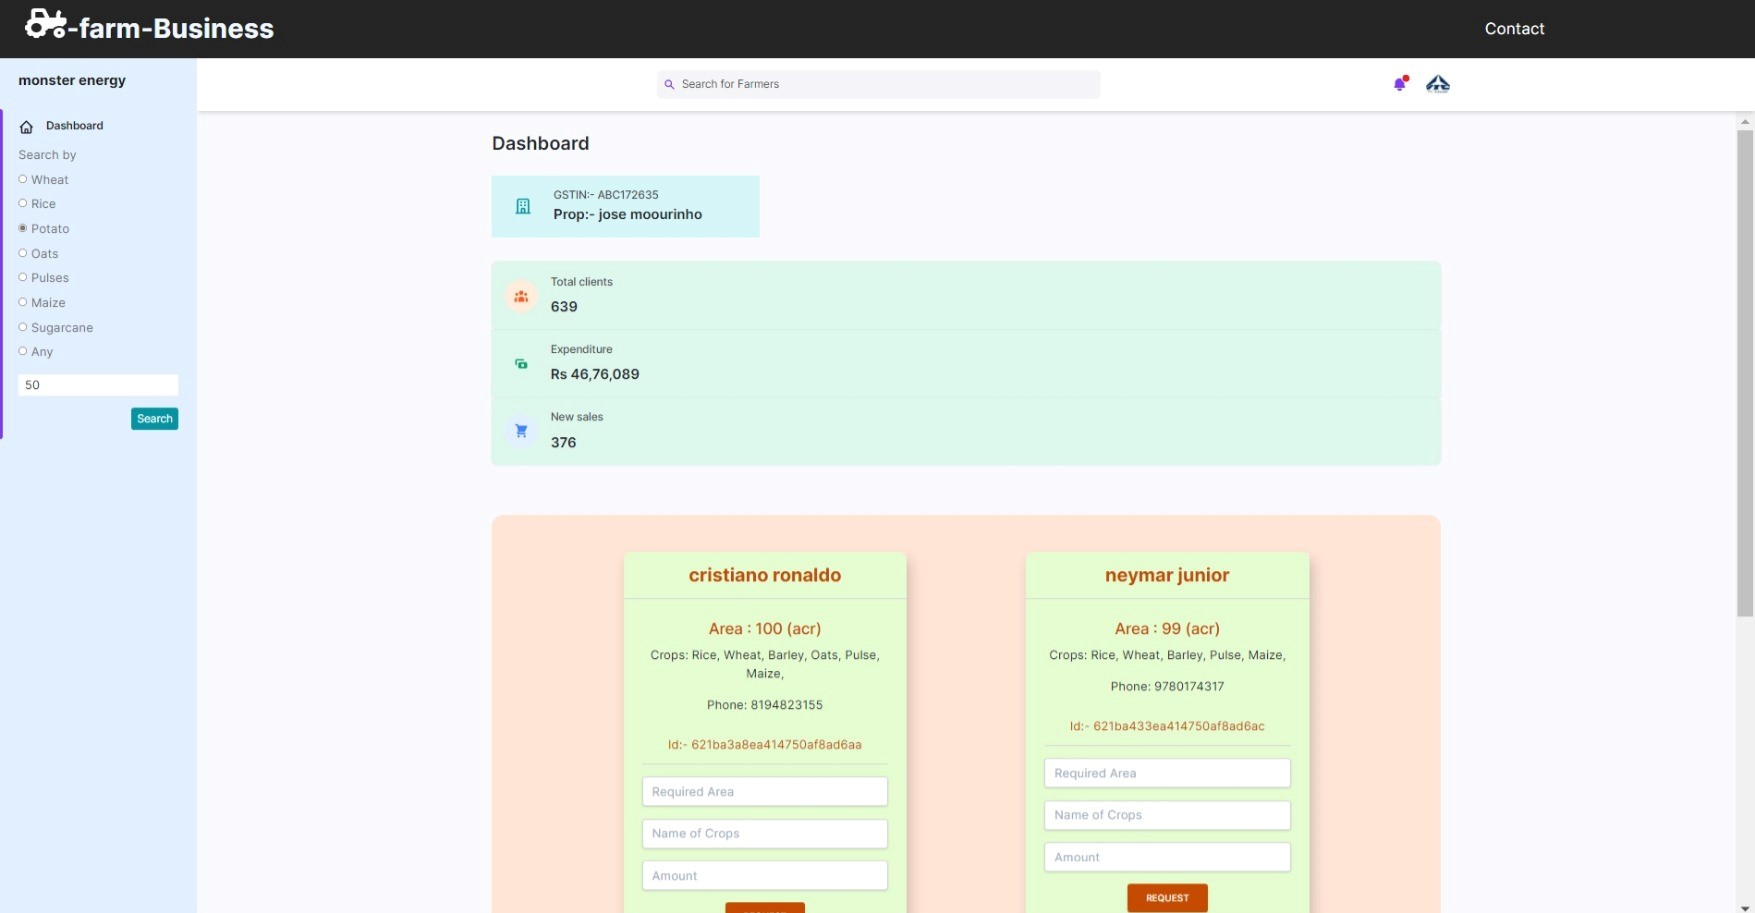 -farm-Business
Contact
monster energy
Search for Farmers
Dashboard
Search by
Wheat
Rice
Potato
Oats
Pulses
Maize
Sugarcane
Any
50
Search
Dashboard
GSTIN:- ABC172635
Prop:- jose moourinho
Total clients
639
Expenditure
Rs 46,76,089
New sales
376
cristiano ronaldo
Area : 100 (acr)
Crops: Rice, Wheat, Barley, Oats, Pulse,
Maize,
Phone: 8194823155
Id:- 621ba3a8ea414750af8ad6aa
Required Area
Name of Crops
Amount
neymar junior
Area : 99 (acr)
Crops: Rice, Wheat, Barley, Pulse, Maize,
Phone: 9780174317
Id:- 621ba433ea414750af8ad6ac
Required Area
Name of Crops
Amount
REQUEST